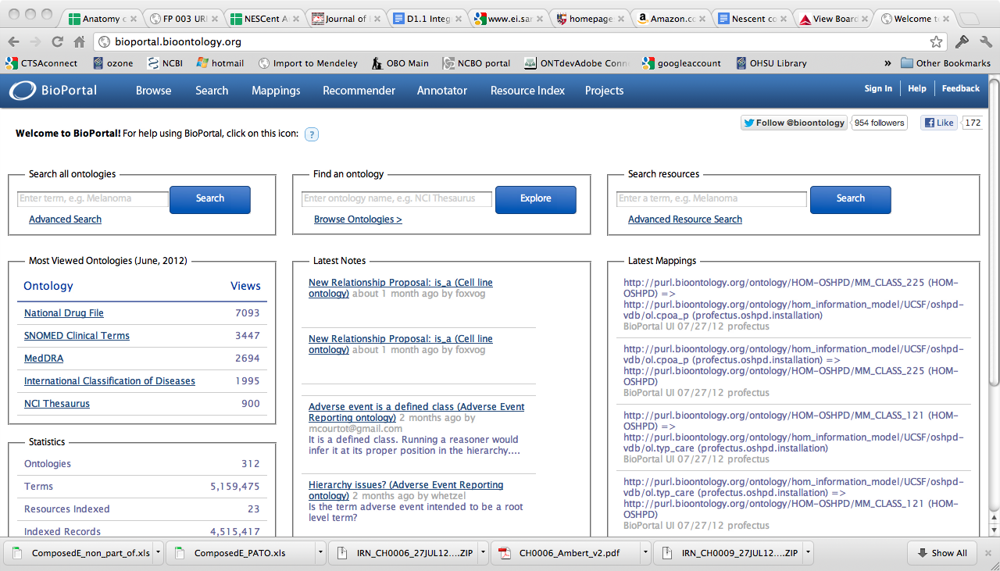 Anatomy c
FP 003 URI
NESCent A
Journal of
D1.1 Integ
www.ei.sar
homepage
Amazon.co
Nescent co
View Board
Welcome to
bioportal.bioontology.org
CTSAconnect
ozone
NCBI
hotmail
Import to Mendeley
OBO Main
NCBO portal
ONTdevAdobe Conn
googleaccount
OHSU Library
»
Other Bookmarks
BioPortal
Browse
Search
Mappings
Recommender
Annotator
Resource Index
Projects
Sign In
Help
Feedback
Follow @bioontology
954 followers
Like
172
Welcome to BioPortal! For help using BioPortal, click on this icon: ?
Search all ontologies
Enter term, e.g. Melanoma
Search
Advanced Search
Find an ontology
Enter ontology name, e.g. NCI Thesaurus
Explore
Browse Ontologies >
Search resources
Enter a term, e.g. Melanoma
Search
Advanced Resource Search
Most Viewed Ontologies (June, 2012)
Ontology Views
National Drug File 7093
SNOMED Clinical Terms 3447
MedDRA 2694
International Classification of Diseases 1995
NCI Thesaurus 900
Statistics
Ontologies 312
Terms 5,159,475
Resources Indexed 23
Indexed Records 4,515,417
Latest Notes
New Relationship Proposal: is_a (Cell line
ontology) about 1 month ago by foxvog
New Relationship Proposal: is_a (Cell line
ontology) about 1 month ago by foxvog
Adverse event is a defined class (Adverse Event
Reporting ontology) 2 months ago by
mcourtot@gmail.com
It is a defined class. Running a reasoner would
infer it at its proper position in the hierarchy....
Hierarchy issues? (Adverse Event Reporting
ontology) 2 months ago by whetzel
Is the term adverse event intended to be a root
level term?
Latest Mappings
http://purl.bioontology.org/ontology/HOM-OSHPD/MM_CLASS_225 (HOM-
OSHPD) =>
http://purl.bioontology.org/ontology/hom_information_model/UCSF/oshpd-
vdb/ol.cpoa_p (profectus.oshpd.installation)
BioPortal UI 07/27/12 profectus
http://purl.bioontology.org/ontology/hom_information_model/UCSF/oshpd-
vdb/ol.cpoa_p (profectus.oshpd.installation) =>
http://purl.bioontology.org/ontology/HOM-OSHPD/MM_CLASS_225 (HOM-
OSHPD)
BioPortal UI 07/27/12 profectus
http://purl.bioontology.org/ontology/HOM-OSHPD/MM_CLASS_121 (HOM-
OSHPD) =>
http://purl.bioontology.org/ontology/hom_information_model/UCSF/oshpd-
vdb/ol.typ_care (profectus.oshpd.installation)
BioPortal UI 07/27/12 profectus
http://purl.bioontology.org/ontology/hom_information_model/UCSF/oshpd-
vdb/ol.typ_care (profectus.oshpd.installation) =>
http://purl.bioontology.org/ontology/HOM-OSHPD/MM_CLASS_121 (HOM-
OSHPD)
BioPortal UI 07/27/12 profectus
ComposedE_non_part_of.xls
ComposedE_PATO.xls
IRN_CH0006_27JUL12....ZIP
CH0006_Ambert_v2.pdf
IRN_CH0009_27JUL12....ZIP
Show All